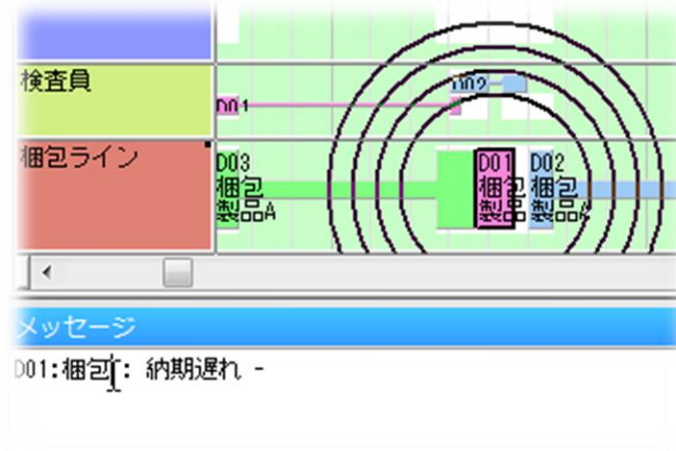 検査員
D02
D01
梱包ライン
D03
梱包
製品A
D01
梱包
製品
D02
梱包
製品A
メッセージ
D01:梱包 : 納期遅れ -